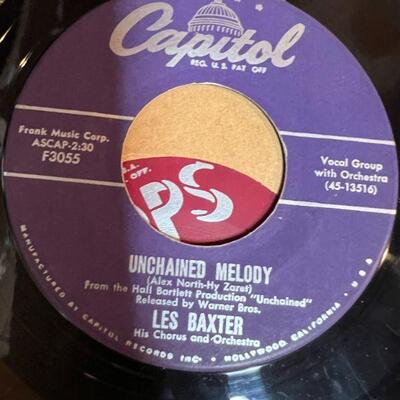 Capitol
REG. U.S. PAT. OFF.
Frank Music Corp.
ASCAP-2:30
F3055
Vocal Group
with Orchestra
(45-13516)
.A.
OFF.
PS
UNCHAINED MELODY
(Alex North-Hy Zaret)
From the Hall Bartlett Production "Unchained"
Released by Warner Bros.
LES BAXTER
His Chorus and Orchestra
MANUFACTURED BY CAPITOL RECORDS INC. • HOLLYWOOD, CALIFORNIA • U.S.A.